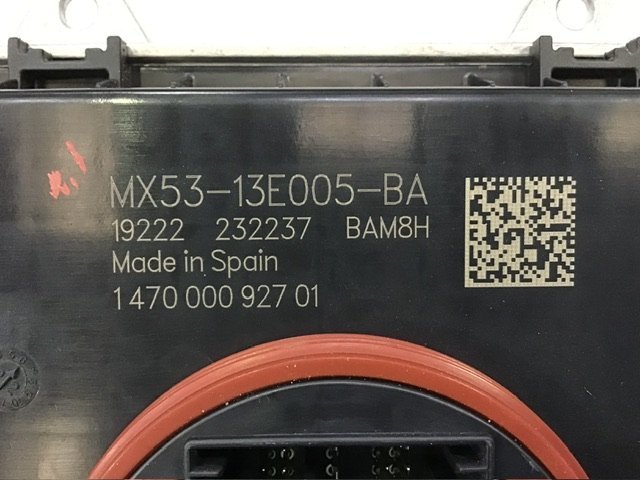 MX53-13E005-BA
19222 232237 BAM8H
Made in Spain
1 470 000 927 01